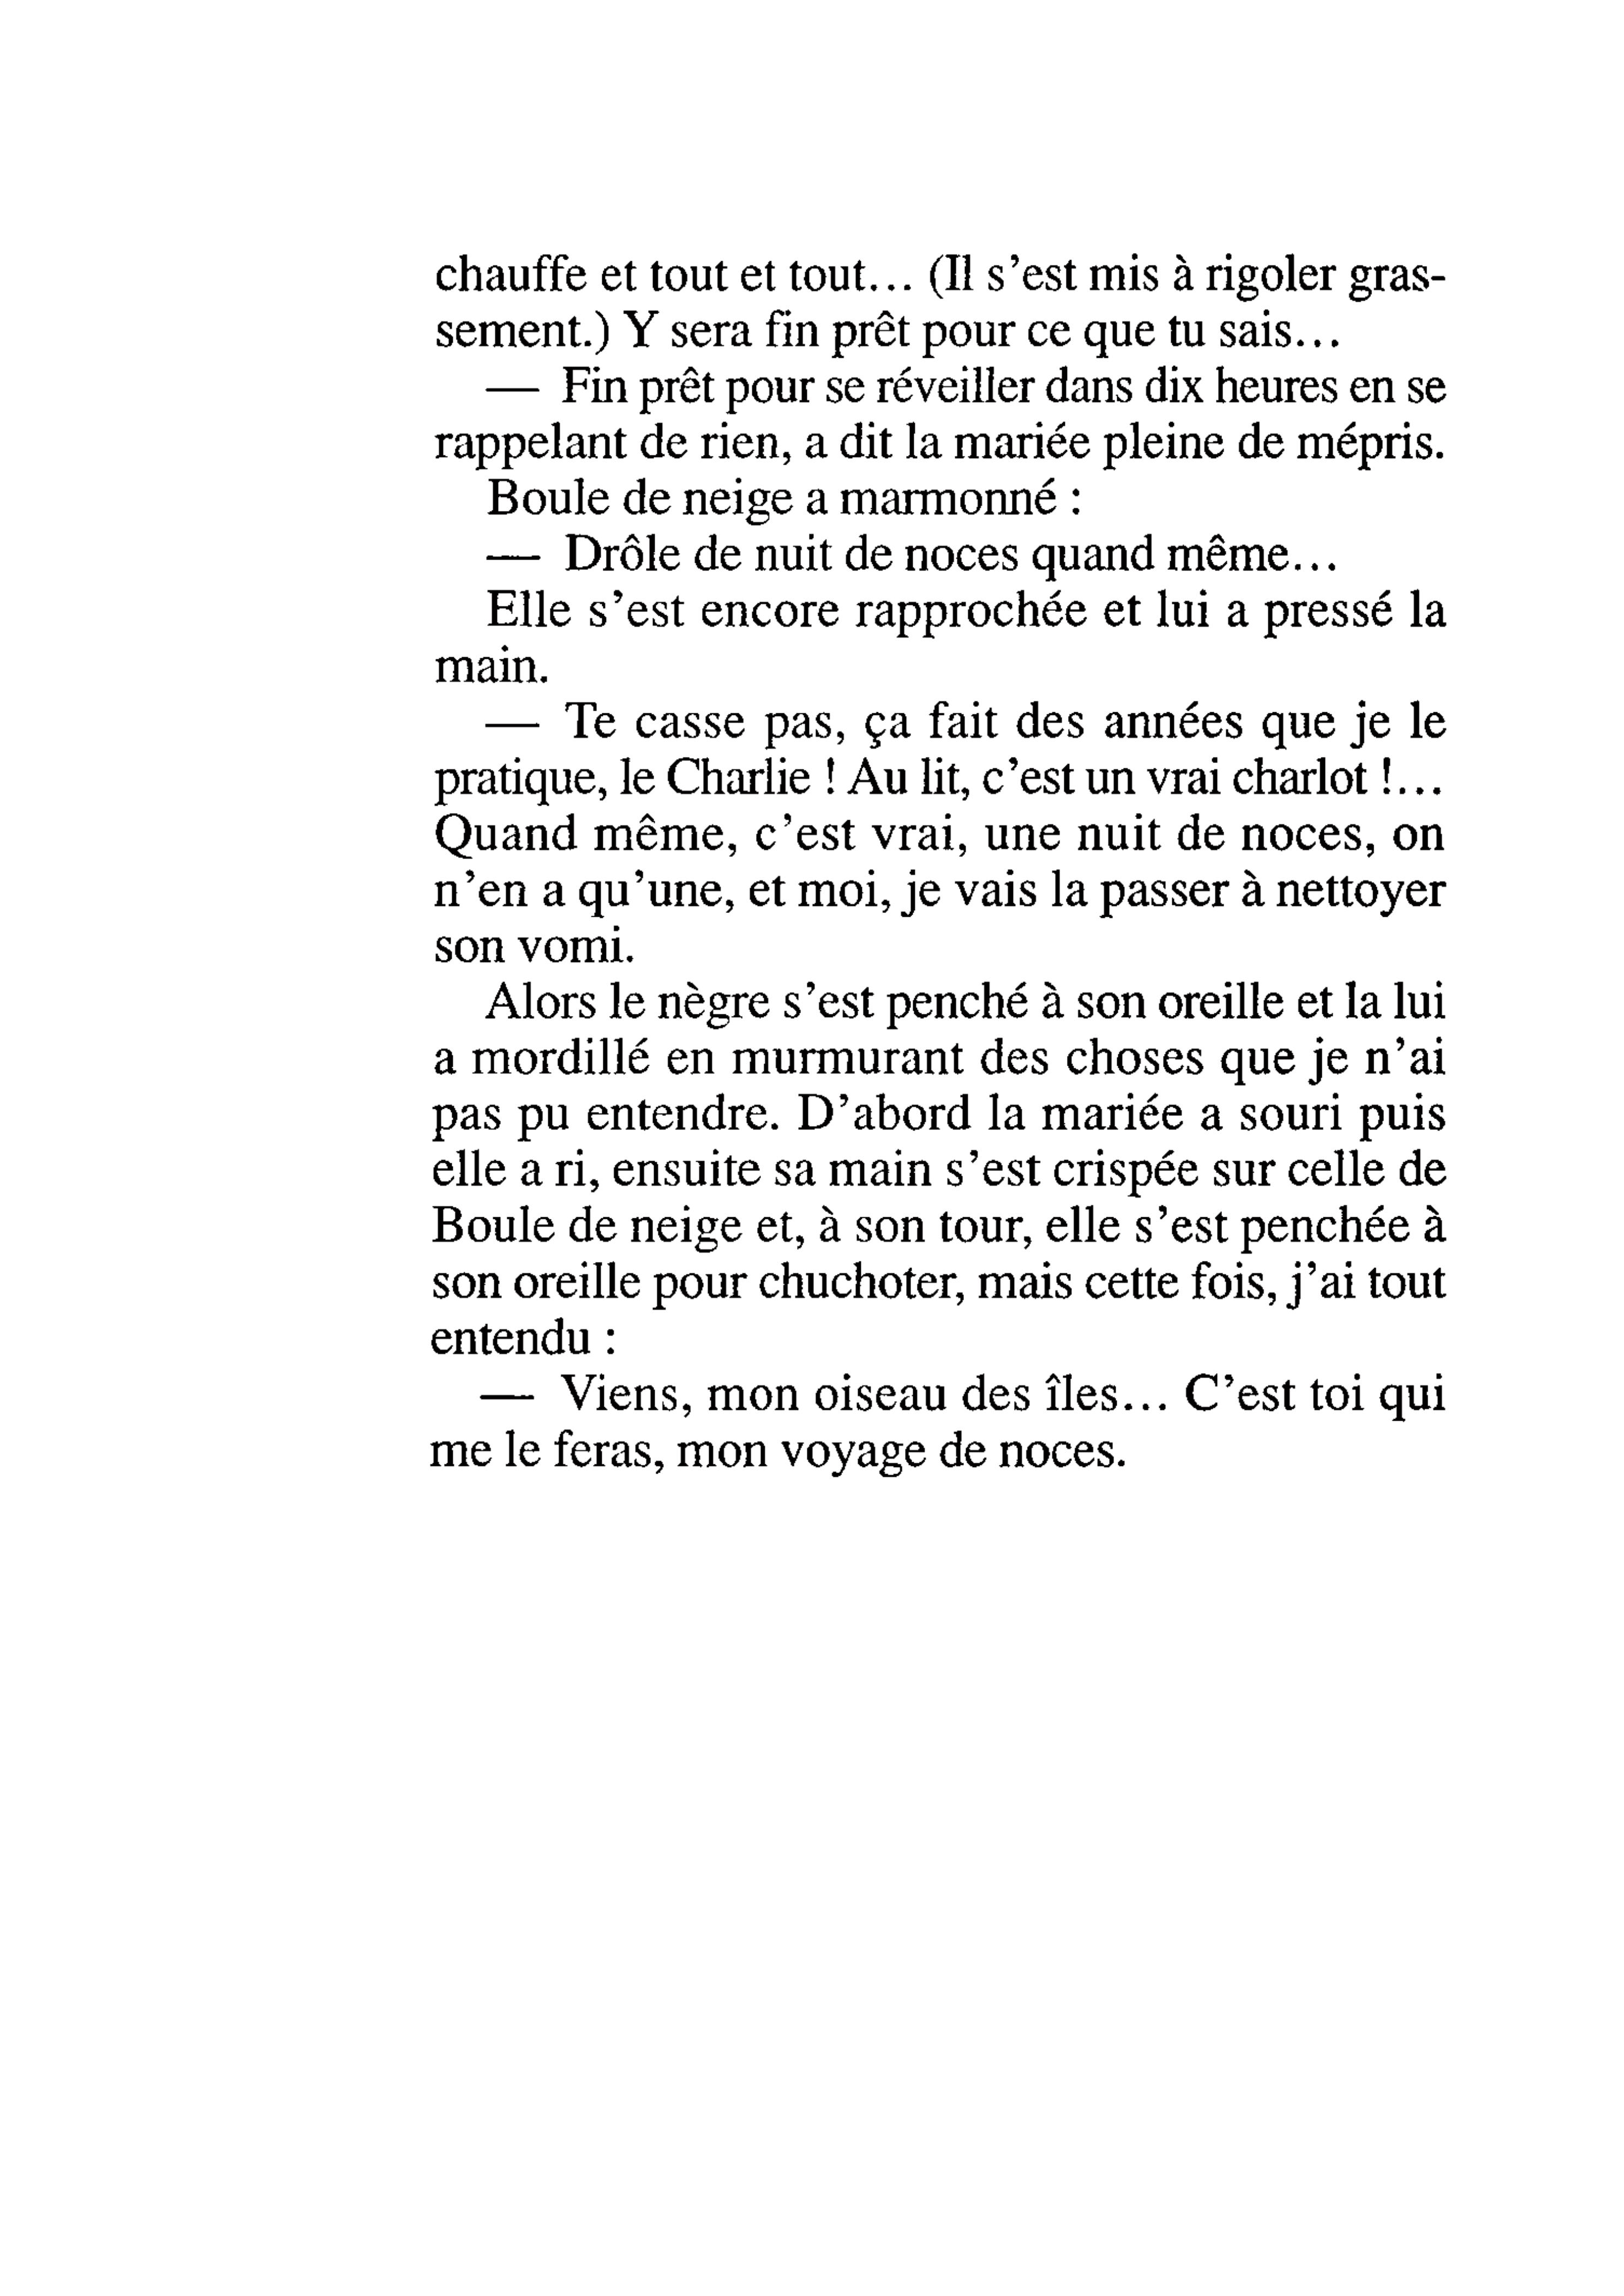 chauffe et tout et tout... (Il s'est mis à rigoler gras-
sement.) Y sera fin prêt pour ce que tu sais...
— Fin prêt pour se réveiller dans dix heures en se
rappelant de rien, a dit la mariée pleine de mépris.
Boule de neige a marmonné :
— Drôle de nuit de noces quand même...
Elle s'est encore rapprochée et lui a pressé la
main.
— Te casse pas, ça fait des années que je le
pratique, le Charlie ! Au lit, c'est un vrai charlot !...
Quand même, c'est vrai, une nuit de noces, on
n'en a qu'une, et moi, je vais la passer à nettoyer
son vomi.
Alors le nègre s'est penché à son oreille et la lui
a mordillé en murmurant des choses que je n'ai
pas pu entendre. D'abord la mariée a souri puis
elle a ri, ensuite sa main s'est crispée sur celle de
Boule de neige et, à son tour, elle s'est penchée à
son oreille pour chuchoter, mais cette fois, j'ai tout
entendu :
— Viens, mon oiseau des îles... C'est toi qui
me le feras, mon voyage de noces.